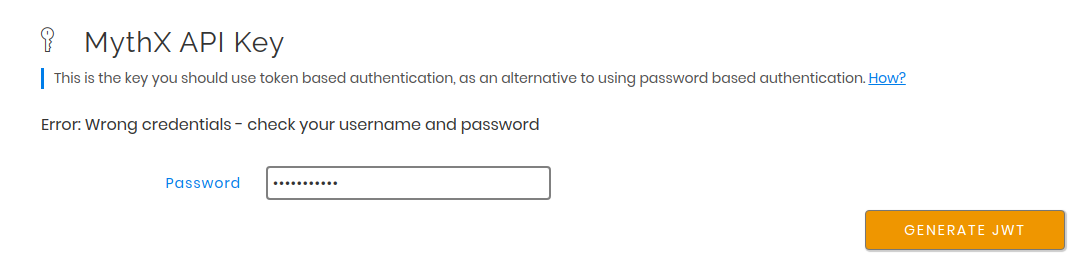 MythX API Key
This is the key you should use token based authentication, as an alternative to using password based authentication. How?
Error: Wrong credentials - check your username and password
Password •••••••••••
GENERATE JWT